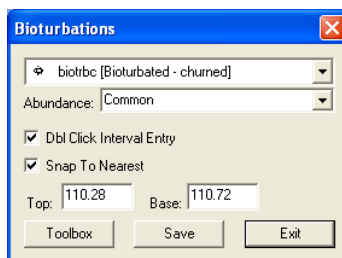 Bioturbations
biotrbc [Bioturbated - churned]
Abundance: Common
Dbl Click Interval Entry
Snap To Nearest
Top: 110.28 Base: 110.72
Toolbox Save Exit